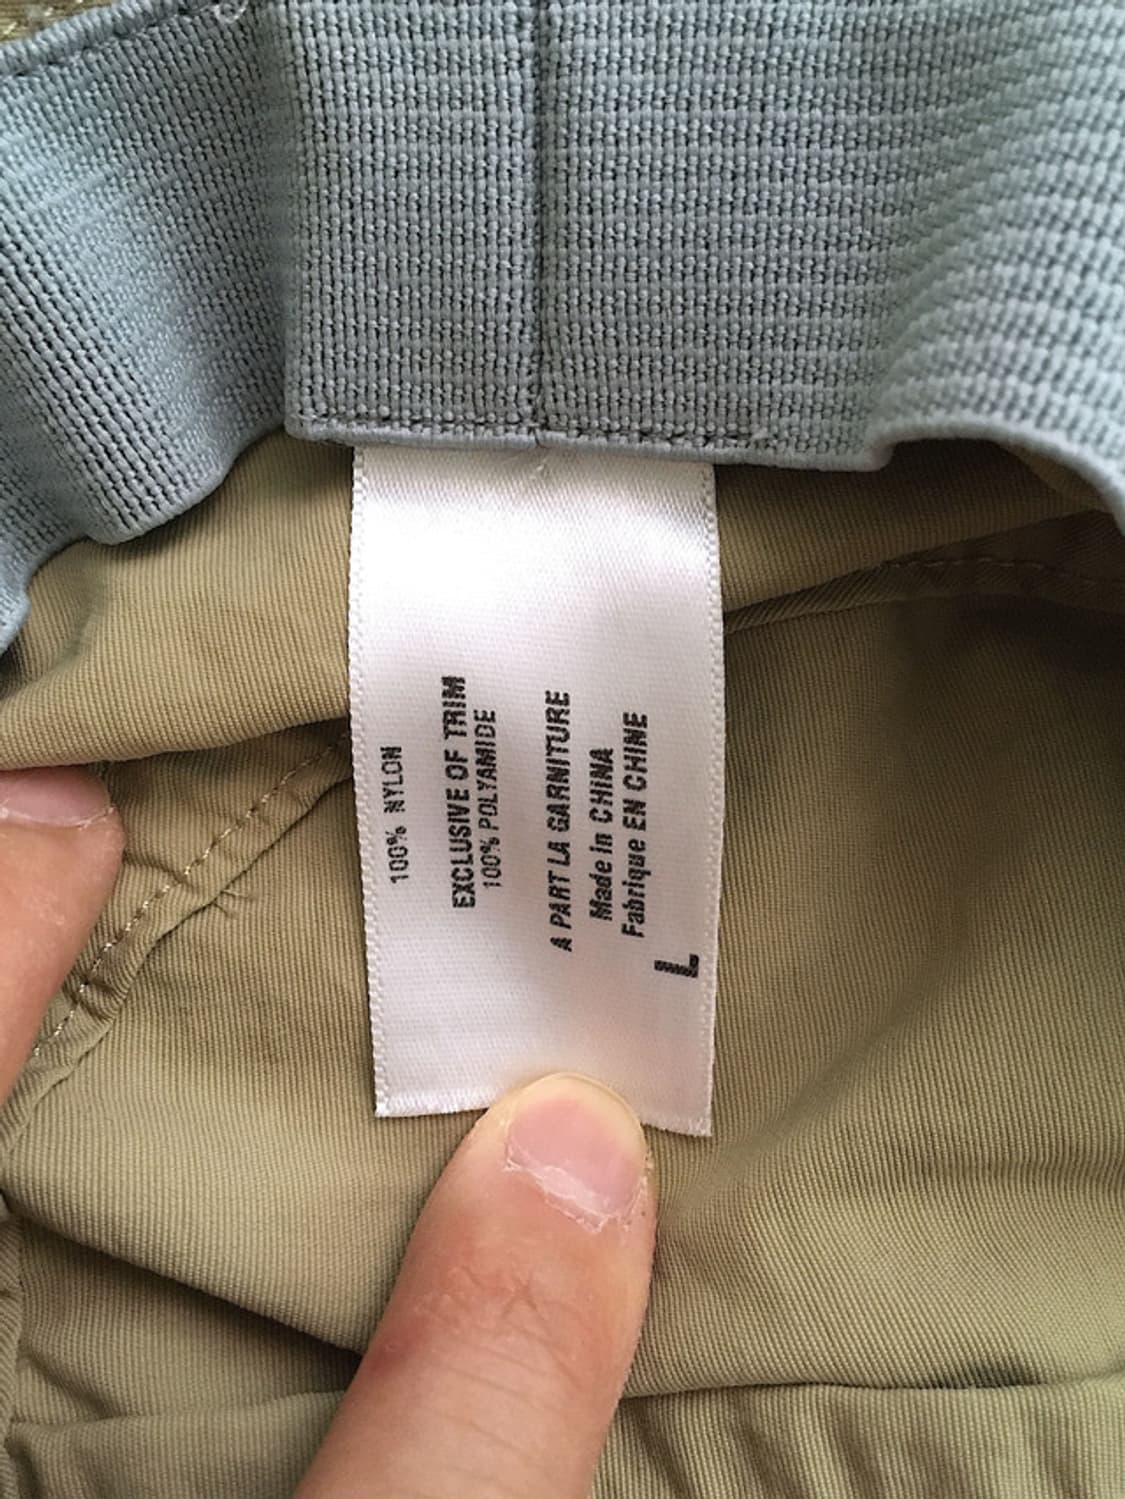 100% NYLON
EXCLUSIVE OF TRIM
100% POLYAMIDE
A PART LA GARNITURE
Made in CHINA
Fabrique EN CHINE
L